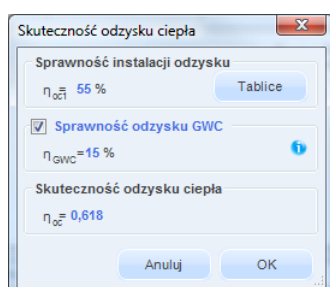 Skuteczność odzysku ciepła
Sprawność instalacji odzysku
ηoc1= 55 %
Tablice
Sprawność odzysku GWC
ηGWC=15 %
Skuteczność odzysku ciepła
ηoc= 0,618
Anuluj
OK